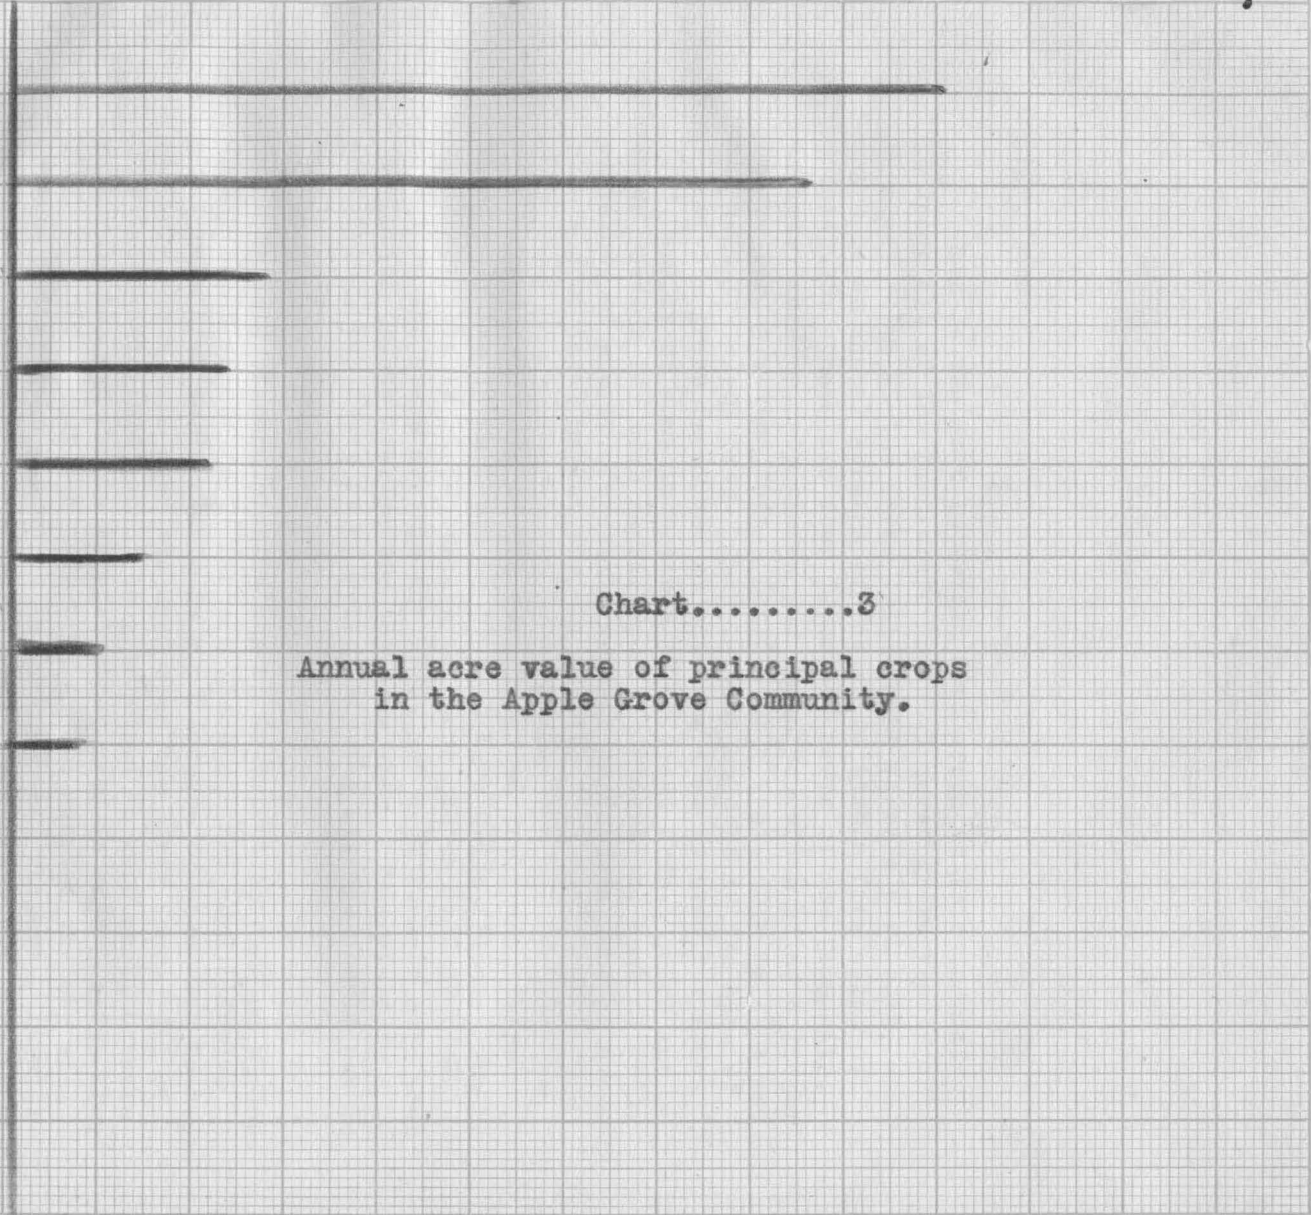 Chart.........3
Annual acre value of principal crops
in the Apple Grove Community.